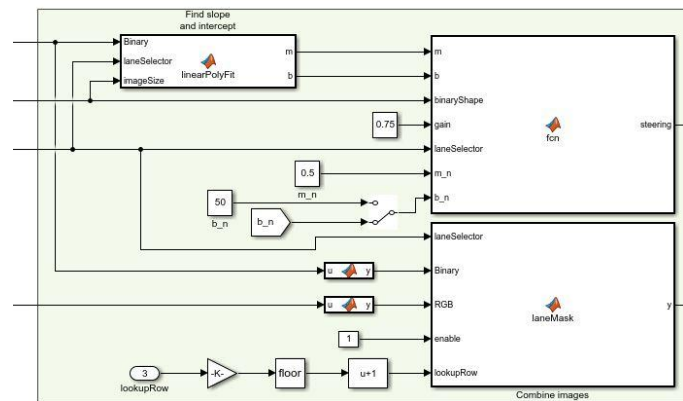 Find slope
and intercept
Binary
laneSelector
imageSize
linearPolyFit
m
b
m
b
binaryShape
gain
laneSelector
m_n
b_n
fcn
steering
0.75
0.5
m_n
50
b_n
b_n
laneSelector
Binary
RGB
enable
lookupRow
laneMask
y
u y
u y
1
3
lookupRow
-K-
floor
u+1
Combine images